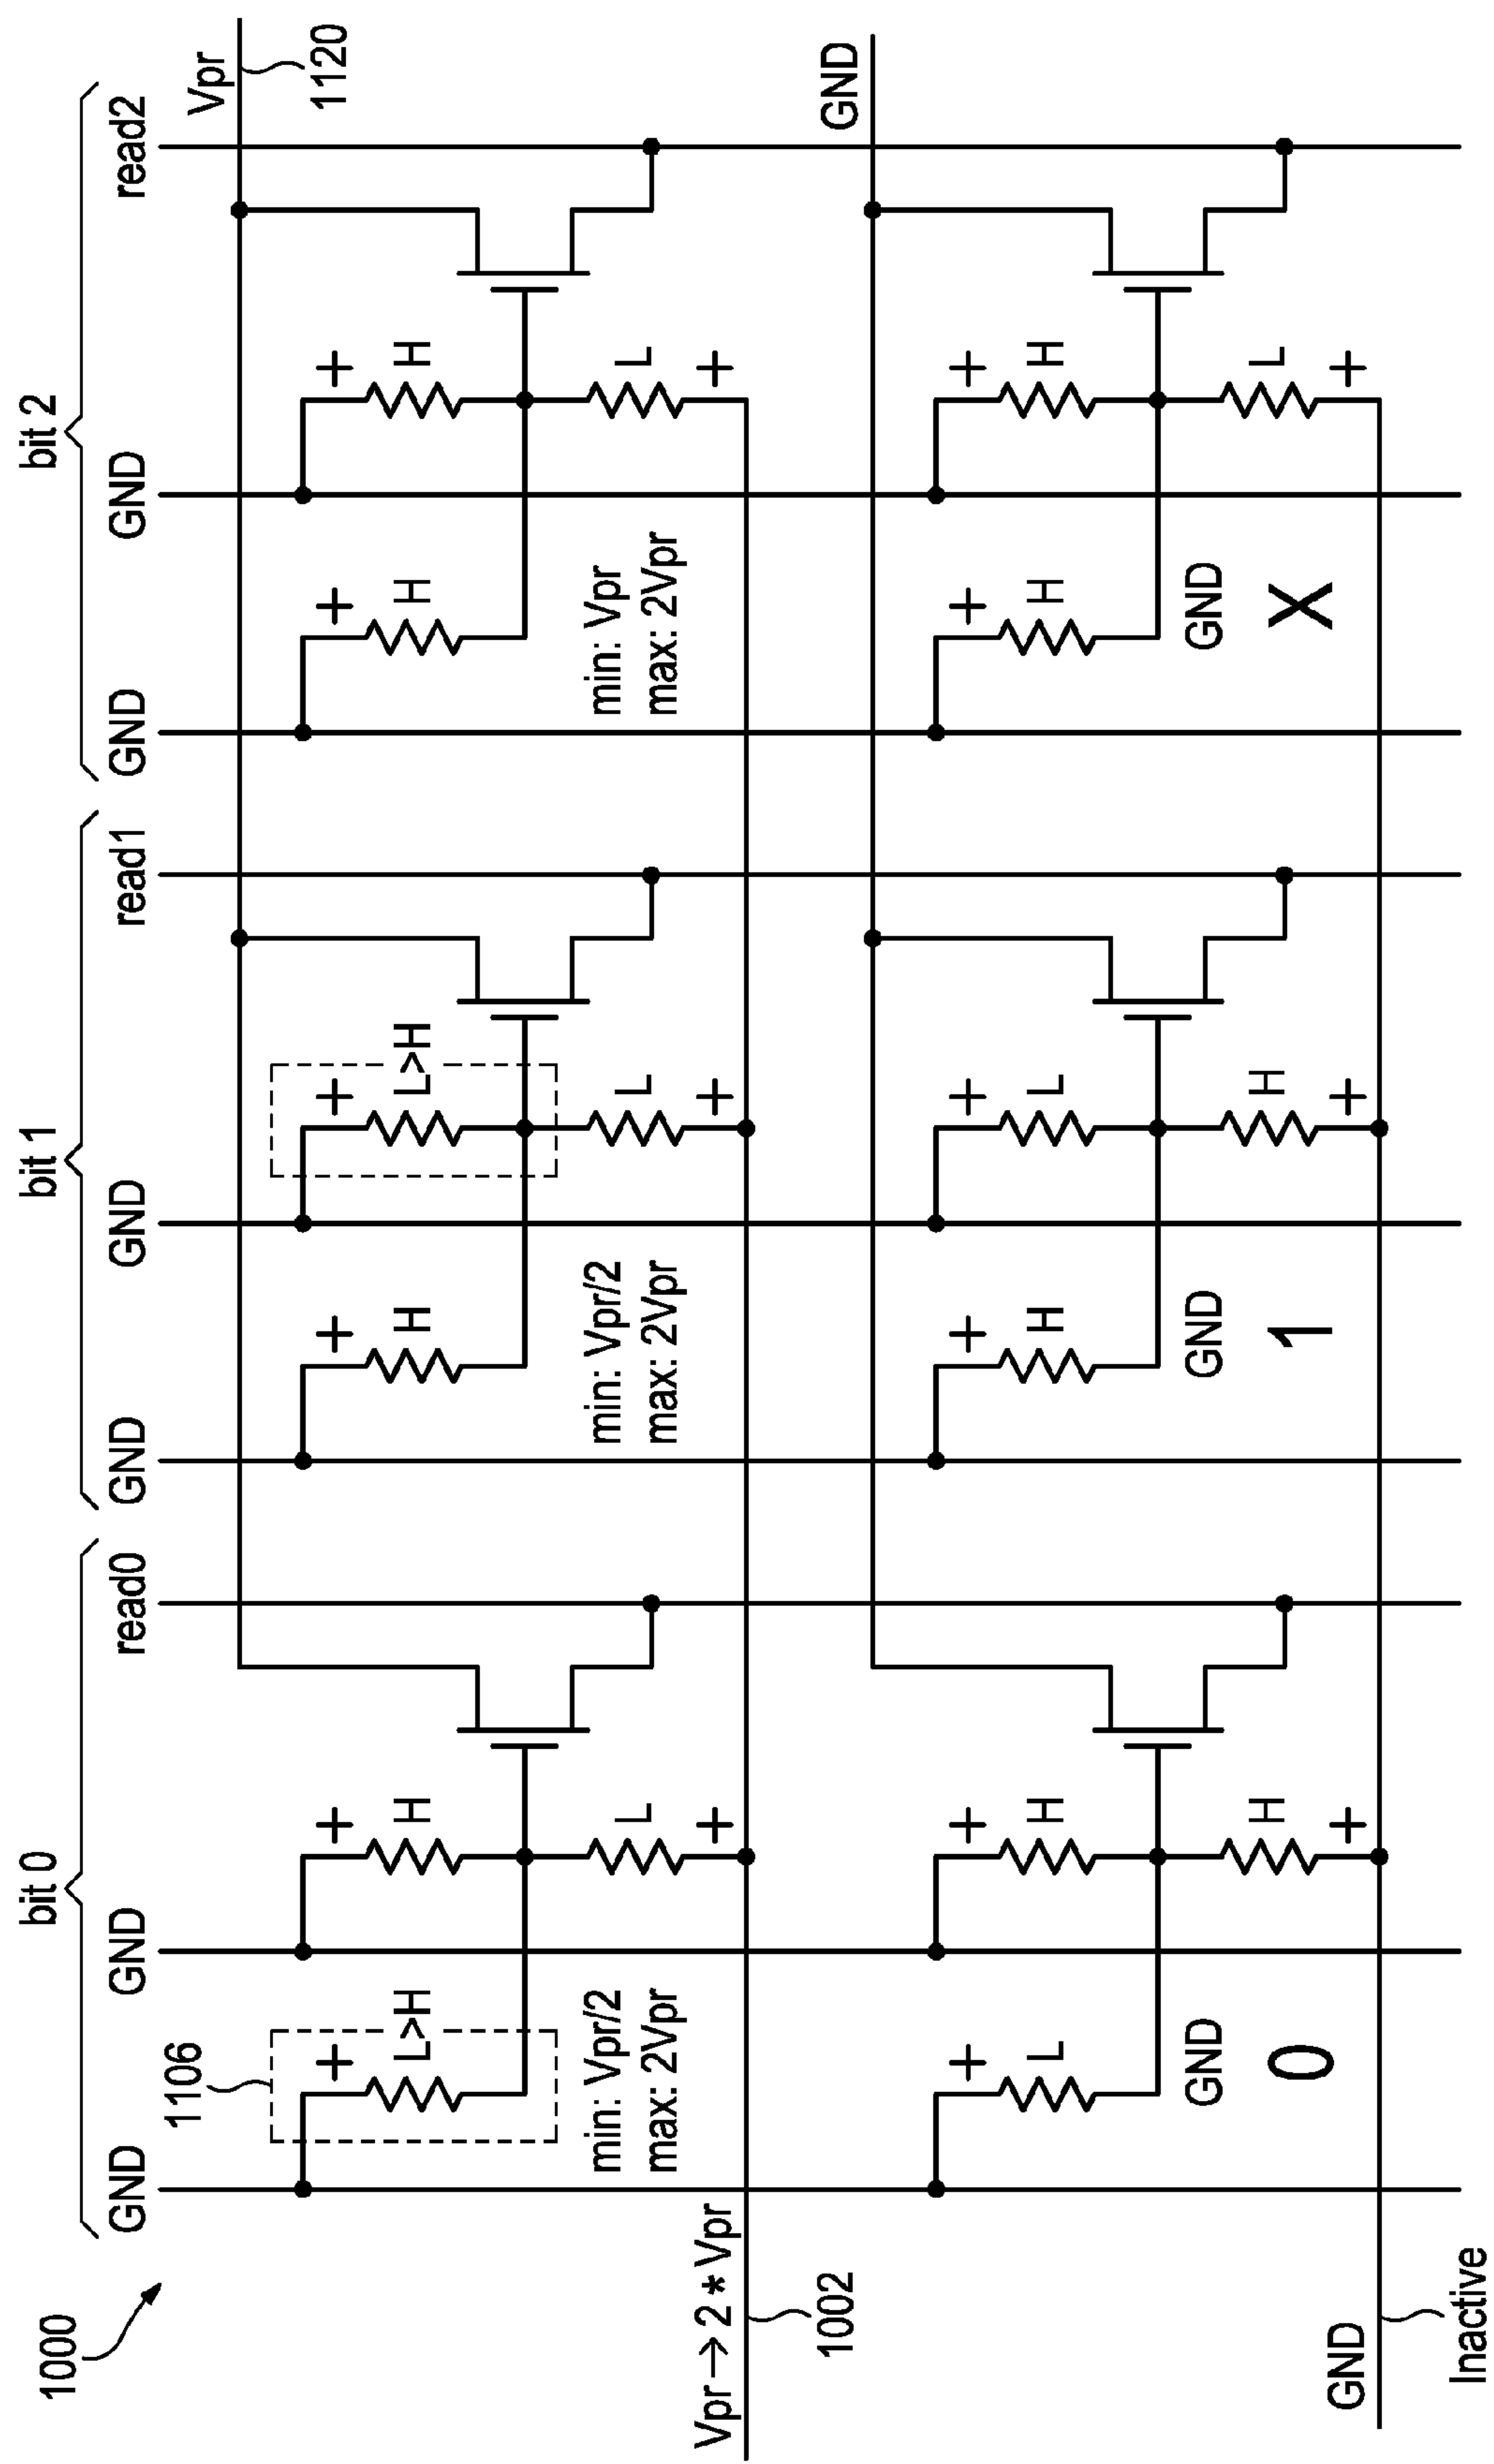 1000
bit 0
bit 1
bit 2
GND
GND
read0
GND
GND
read1
GND
GND
read2
Vpr
1120
1106
+
L>H
+
H
+
H
+
L>H
+
H
+
H
min: Vpr/2
max: 2Vpr
L
+
min: Vpr/2
max: 2Vpr
L
+
min: Vpr
max: 2Vpr
L
+
Vpr→2*Vpr
1002
GND
+
L
+
H
+
H
+
L
+
H
+
H
GND
H
+
GND
H
+
GND
L
+
0
1
X
GND
Inactive